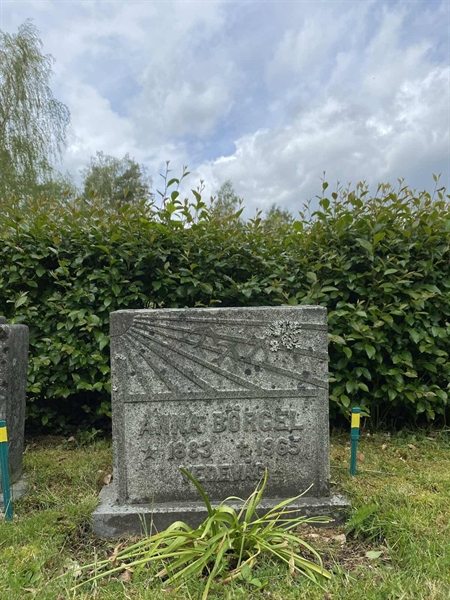 ANNA BÖRGEL
* 1883 ✝ 1965